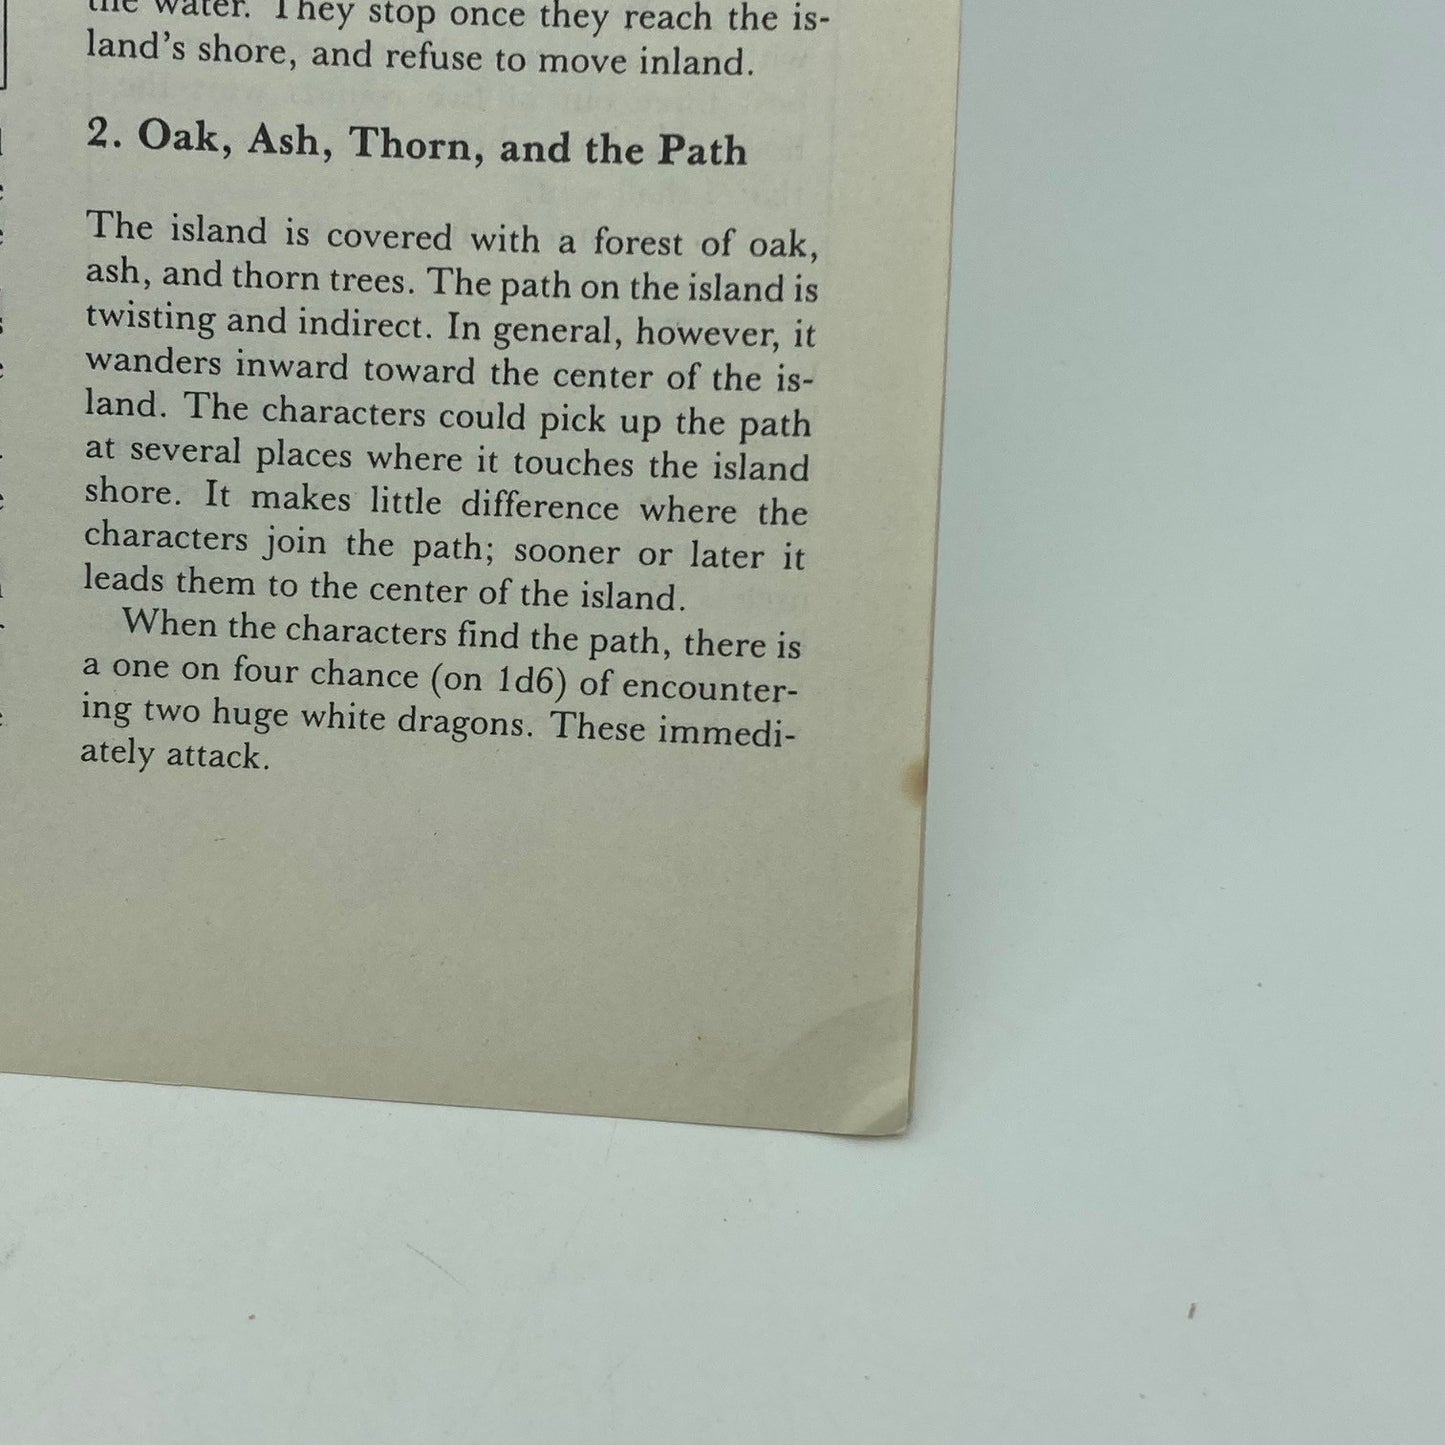 the water. They stop once they reach the is-
land's shore, and refuse to move inland.
2. Oak, Ash, Thorn, and the Path
The island is covered with a forest of oak,
ash, and thorn trees. The path on the island is
twisting and indirect. In general, however, it
wanders inward toward the center of the is-
land. The characters could pick up the path
at several places where it touches the island
shore. It makes little difference where the
characters join the path; sooner or later it
leads them to the center of the island.
When the characters find the path, there is
a one on four chance (on 1d6) of encounter-
ing two huge white dragons. These immedi-
ately attack.